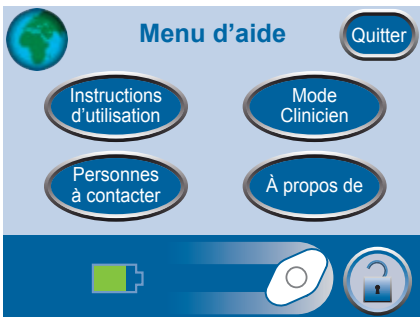 Menu d’aide
Quitter
Instructions
d’utilisation
Mode
Clinicien
Personnes
à contacter
À propos de